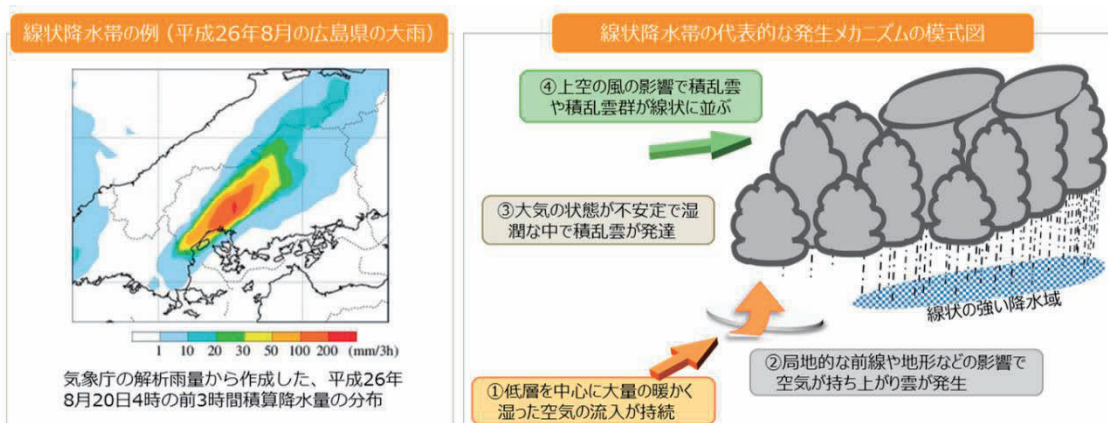 線状降水帯の例（平成26年8月の広島県の大雨）
1 10 20 30 50 100 200 (mm/3h)
気象庁の解析雨量から作成した、平成26年
8月20日4時の前3時間積算降水量の分布
線状降水帯の代表的な発生メカニズムの模式図
④上空の風の影響で積乱雲
や積乱雲群が線状に並ぶ
③大気の状態が不安定で湿
潤な中で積乱雲が発達
線状の強い降水域
②局地的な前線や地形などの影響で
空気が持ち上がり雲が発生
①低層を中心に大量の暖かく
湿った空気の流入が持続